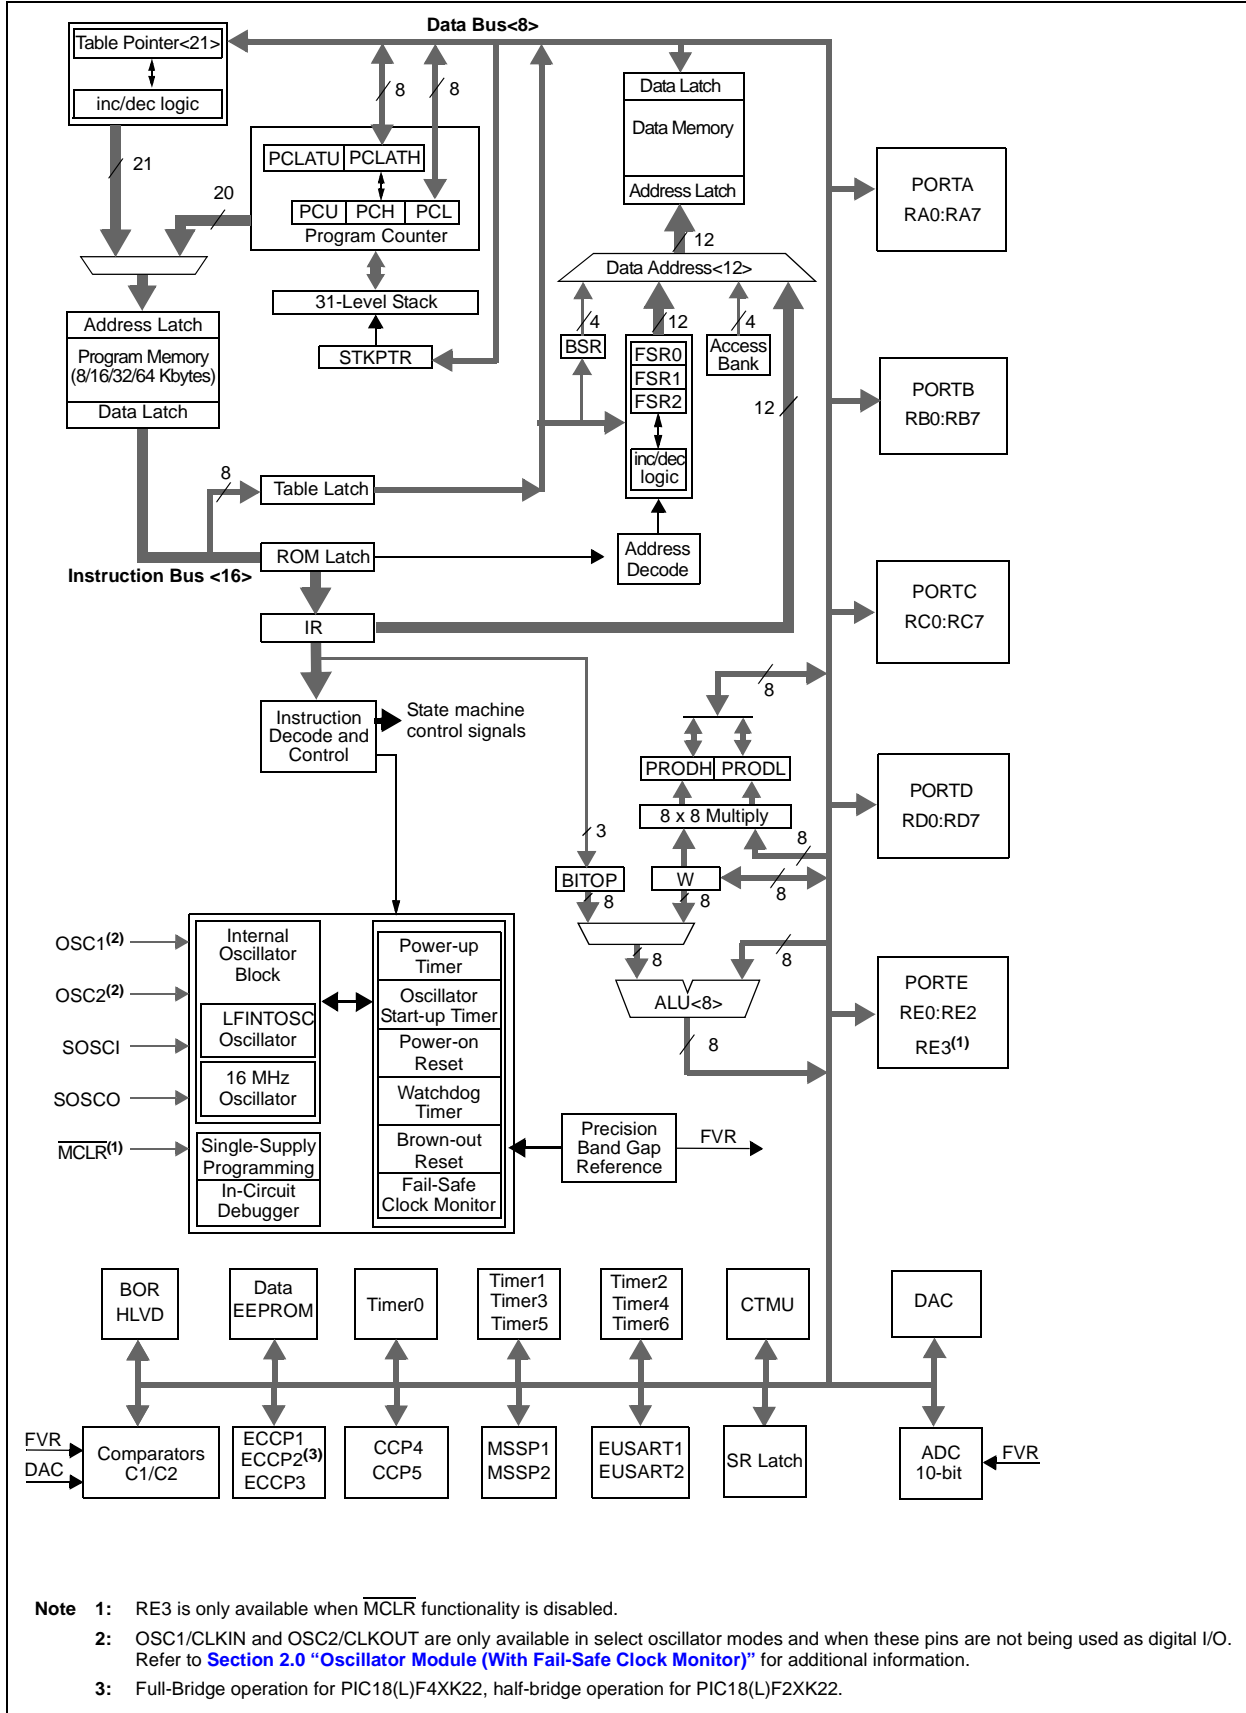 Data Bus<8>
Table Pointer<21>
inc/dec logic
21
20
8
8
PCLATU
PCLATH
PCU
PCH
PCL
Program Counter
31-Level Stack
STKPTR
Data Latch
Data Memory
Address Latch
12
Data Address<12>
4
12
4
BSR
FSR0
FSR1
FSR2
inc/dec
logic
Access
Bank
12
Address
Decode
Address Latch
Program Memory
(8/16/32/64 Kbytes)
Data Latch
8
Table Latch
ROM Latch
Instruction Bus <16>
IR
Instruction
Decode and
Control
State machine
control signals
8
PRODH
PRODL
8 x 8 Multiply
3
8
BITOP
W
8
8
8
8
8
ALU<8>
8
PORTA
RA0:RA7
PORTB
RB0:RB7
PORTC
RC0:RC7
PORTD
RD0:RD7
PORTE
RE0:RE2
RE3(1)
OSC1(2)
OSC2(2)
SOSCI
SOSCO
MCLR(1)
Internal
Oscillator
Block
LFINTOSC
Oscillator
16 MHz
Oscillator
Single-Supply
Programming
In-Circuit
Debugger
Power-up
Timer
Oscillator
Start-up Timer
Power-on
Reset
Watchdog
Timer
Brown-out
Reset
Fail-Safe
Clock Monitor
Precision
Band Gap
Reference
FVR
BOR
HLVD
Data
EEPROM
Timer0
Timer1
Timer3
Timer5
Timer2
Timer4
Timer6
CTMU
DAC
FVR
DAC
Comparators
C1/C2
ECCP1
ECCP2(3)
ECCP3
CCP4
CCP5
MSSP1
MSSP2
EUSART1
EUSART2
SR Latch
ADC
10-bit
FVR
Note 1: RE3 is only available when MCLR functionality is disabled.
2: OSC1/CLKIN and OSC2/CLKOUT are only available in select oscillator modes and when these pins are not being used as digital I/O.
Refer to Section 2.0 “Oscillator Module (With Fail-Safe Clock Monitor)” for additional information.
3: Full-Bridge operation for PIC18(L)F4XK22, half-bridge operation for PIC18(L)F2XK22.